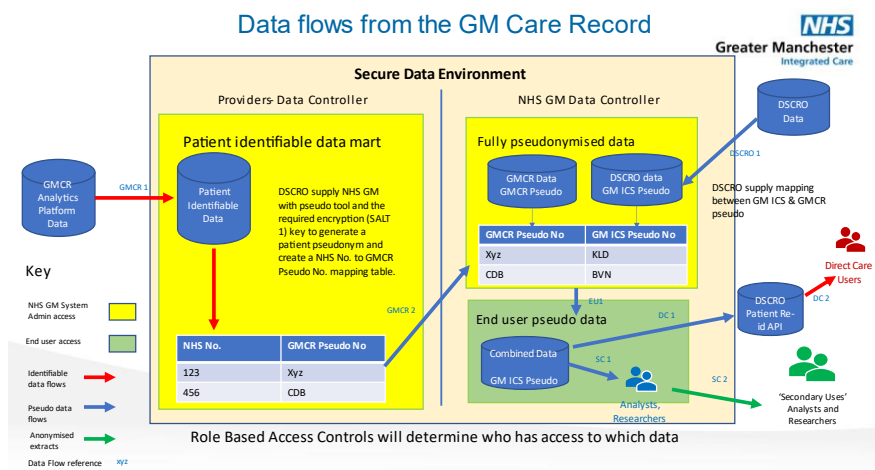 Data flows from the GM Care Record
NHS
Greater Manchester
Integrated Care
Secure Data Environment
Providers- Data Controller
NHS GM Data Controller
DSCRO
Data
Patient identifiable data mart
Fully pseudonymised data
DSCRO 1
GMCR
Analytics
Platform
Data
GMCR 1
Patient
Identifiable
Data
DSCRO supply NHS GM
with pseudo tool and the
required encryption (SALT
1) key to generate a
patient pseudonym and
create a NHS No. to GMCR
Pseudo No. mapping table.
GMCR Data
GMCR Pseudo
DSCRO data
GM ICS Pseudo
DSCRO supply mapping
between GM ICS & GMCR
pseudo
GMCR Pseudo No
GM ICS Pseudo No
Xyz
KLD
CDB
BVN
Direct Care
Users
Key
NHS GM System
Admin access
End user access
Identifiable
data flows
Pseudo data
flows
Anonymised
extracts
Data Flow reference
xyz
GMCR 2
EU1
DC 1
DC 2
DSCRO
Patient Re-
id API
End user pseudo data
NHS No.
GMCR Pseudo No
123
Xyz
456
CDB
Combined Data
GM ICS Pseudo
SC 1
SC 2
Analysts,
Researchers
‘Secondary Uses’
Analysts and
Researchers
Role Based Access Controls will determine who has access to which data